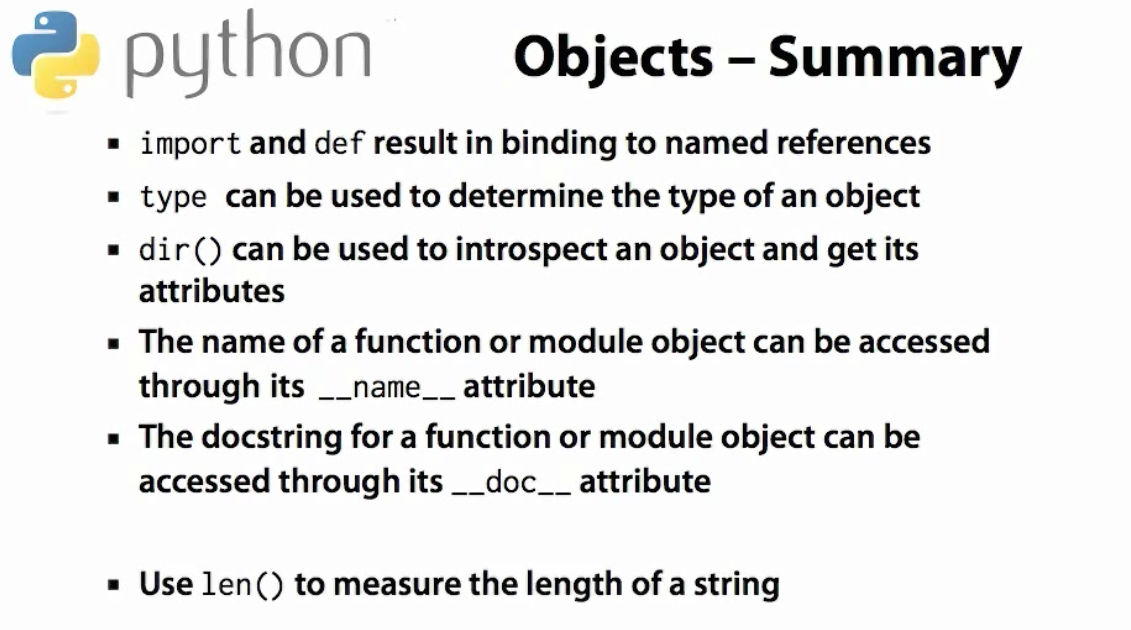 python
Objects – Summary
▪ import and def result in binding to named references
▪ type can be used to determine the type of an object
▪ dir() can be used to introspect an object and get its
attributes
▪ The name of a function or module object can be accessed
through its __name__ attribute
▪ The docstring for a function or module object can be
accessed through its __doc__ attribute
▪ Use len() to measure the length of a string